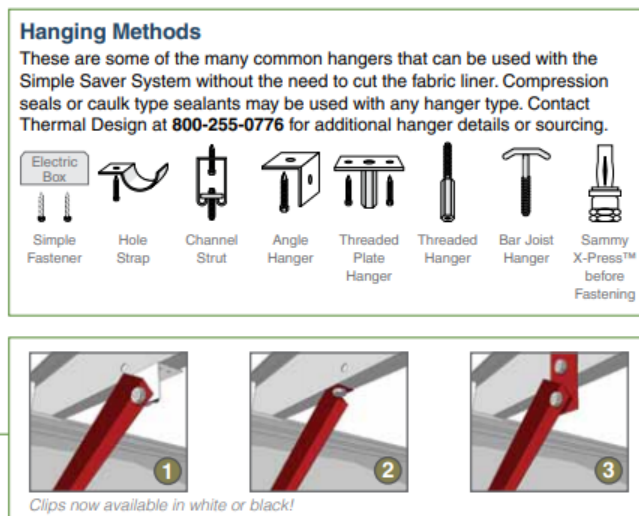 Hanging Methods
These are some of the many common hangers that can be used with the
Simple Saver System without the need to cut the fabric liner. Compression
seals or caulk type sealants may be used with any hanger type. Contact
Thermal Design at 800-255-0776 for additional hanger details or sourcing.
Electric
Box
Simple
Fastener
Hole
Strap
Channel
Strut
Angle
Hanger
Threaded
Plate
Hanger
Threaded
Hanger
Bar Joist
Hanger
Sammy
X-Press™
before
Fastening
1
2
3
Clips now available in white or black!